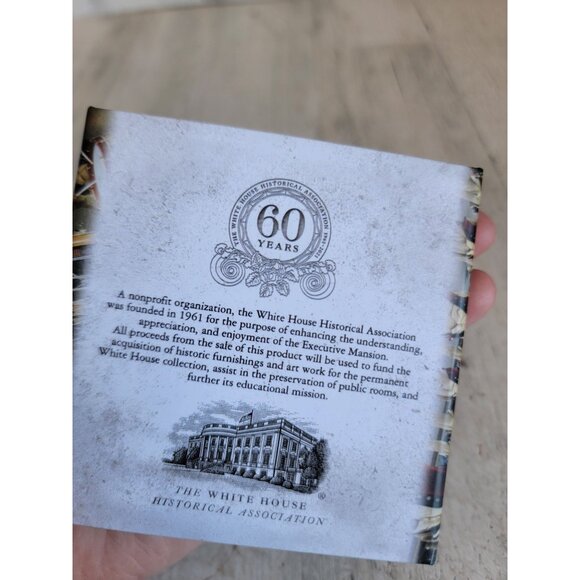 THE WHITE HOUSE HISTORICAL ASSOCIATION 1961-2021
60
YEARS
A nonprofit organization, the White House Historical Association
was founded in 1961 for the purpose of enhancing the understanding,
appreciation, and enjoyment of the Executive Mansion.
All proceeds from the sale of this product will be used to fund the
acquisition of historic furnishings and art work for the permanent
White House collection, assist in the preservation of public rooms, and
further its educational mission.
®
THE WHITE HOUSE
HISTORICAL ASSOCIATION